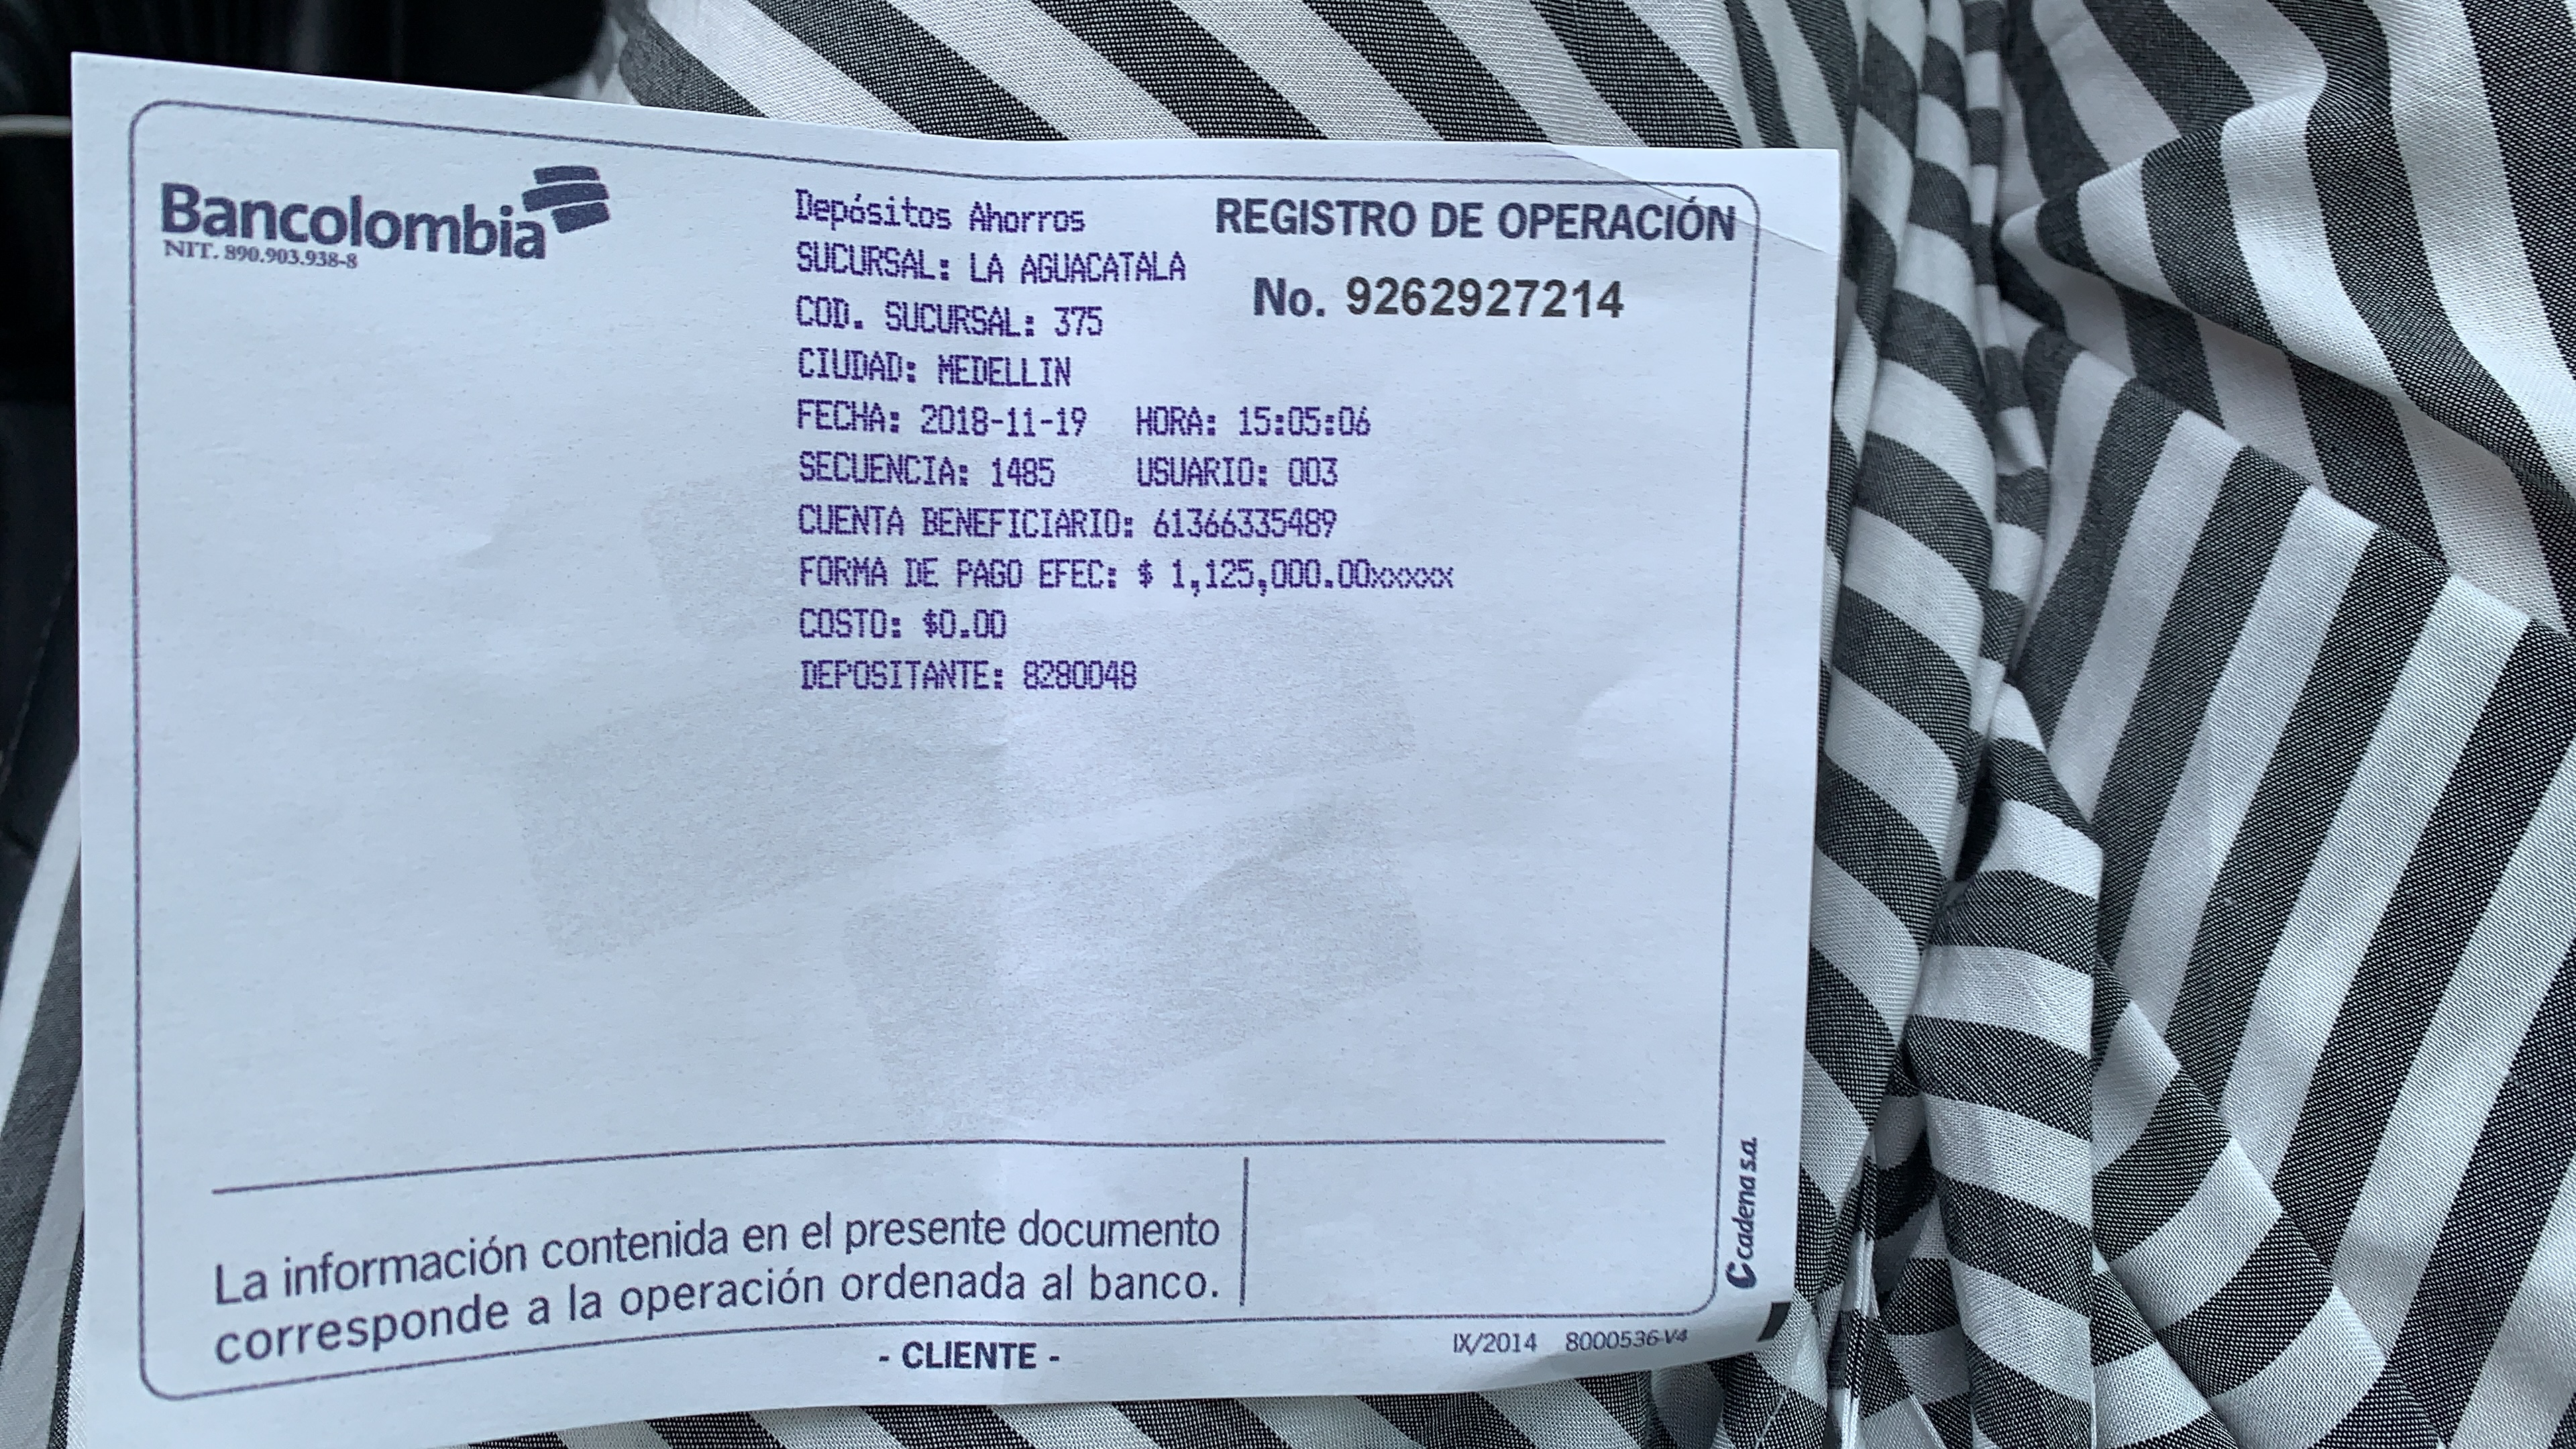 Bancolombia
NIT. 890.903.938-8
Depósitos Ahorros
REGISTRO DE OPERACIÓN
SUCURSAL: LA AGUACATALA
No. 9262927214
COD. SUCURSAL: 375
CIUDAD: MEDELLIN
FECHA: 2018-11-19 HORA: 15:05:06
SECUENCIA: 1485 USUARIO: 003
CUENTA BENEFICIARIO: 61366335489
FORMA DE PAGO EFEC: $ 1,125,000.00xxxxx
COSTO: $0.00
DEPOSITANTE: 8280048
La información contenida en el presente documento
corresponde a la operación ordenada al banco.
- CLIENTE -
IX/2014 8000536-V4
cadena s.a.